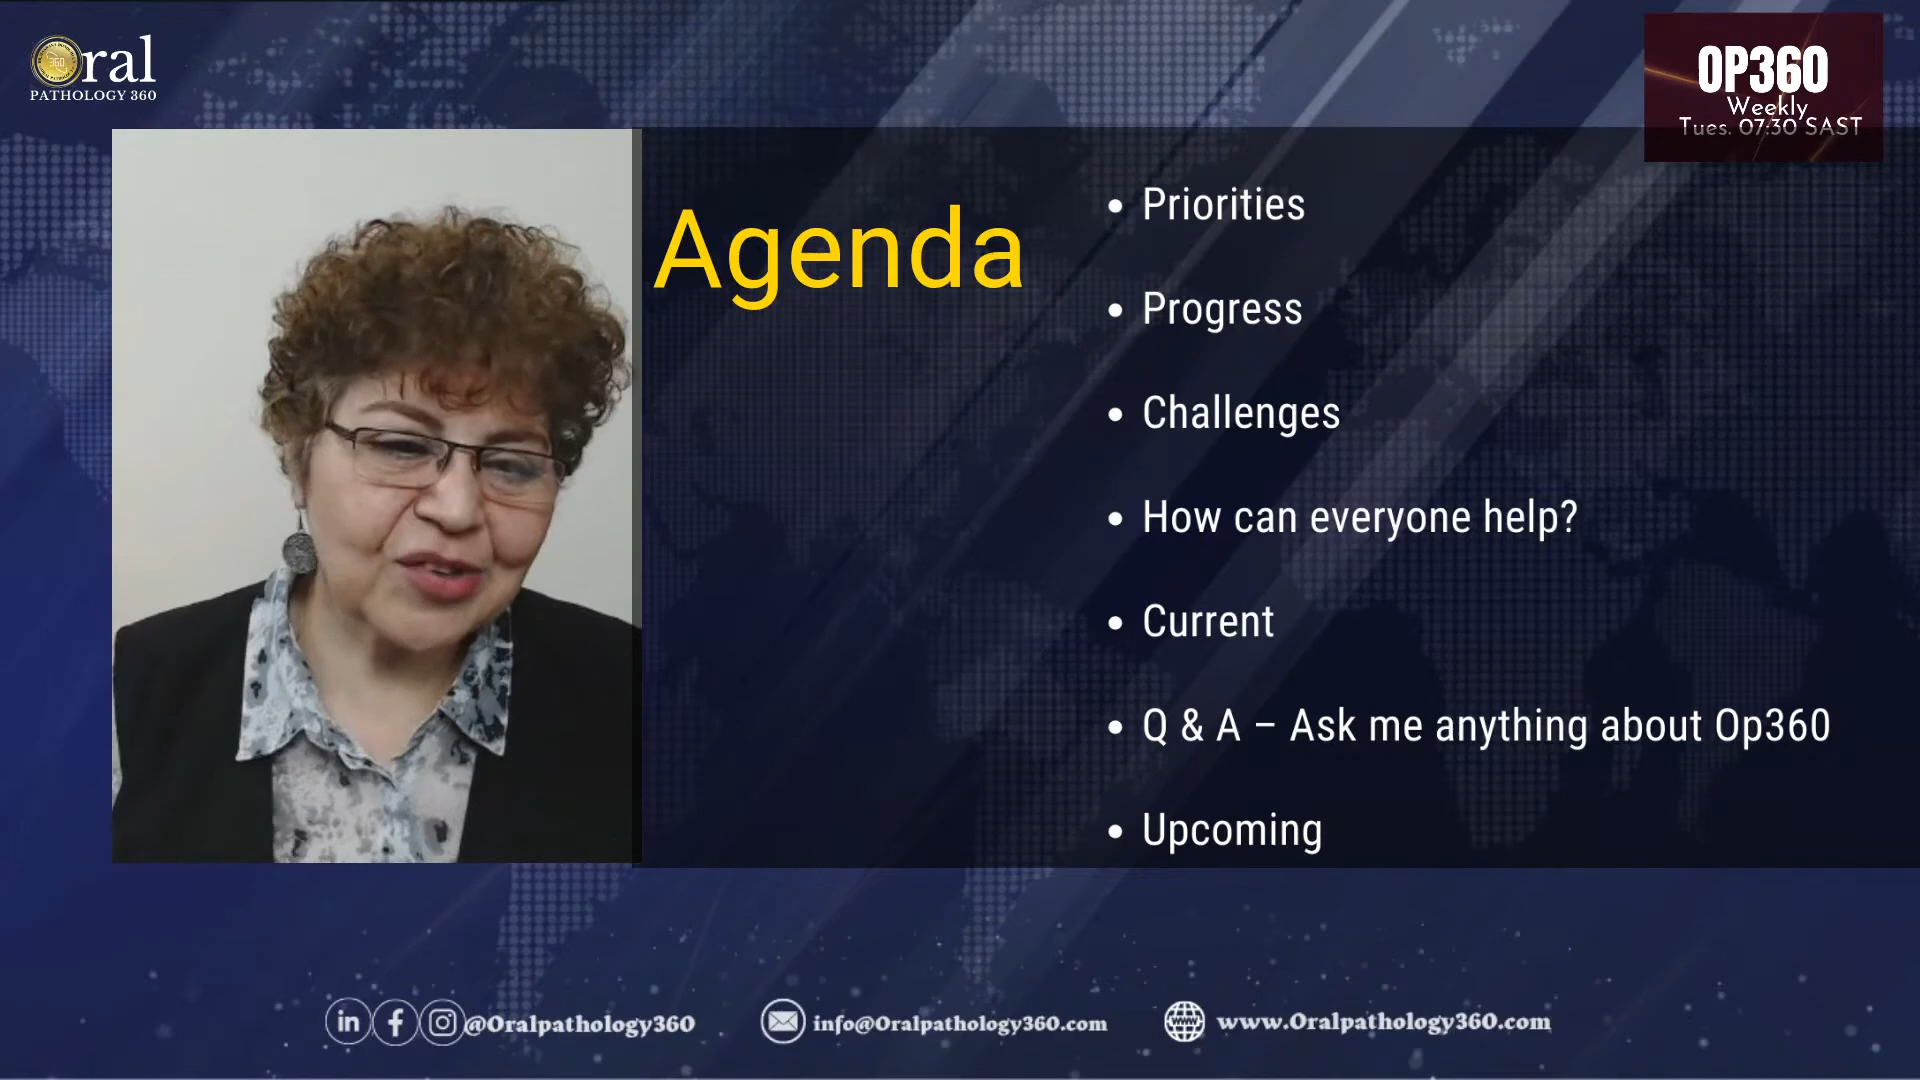 Oral
PATHOLOGY 360
OP360
Weekly
Tues. 07:30 SAST
Agenda
• Priorities
• Progress
• Challenges
• How can everyone help?
• Current
• Q & A – Ask me anything about Op360
• Upcoming
@Oralpathology360
info@Oralpathology360.com
www.Oralpathology360.com